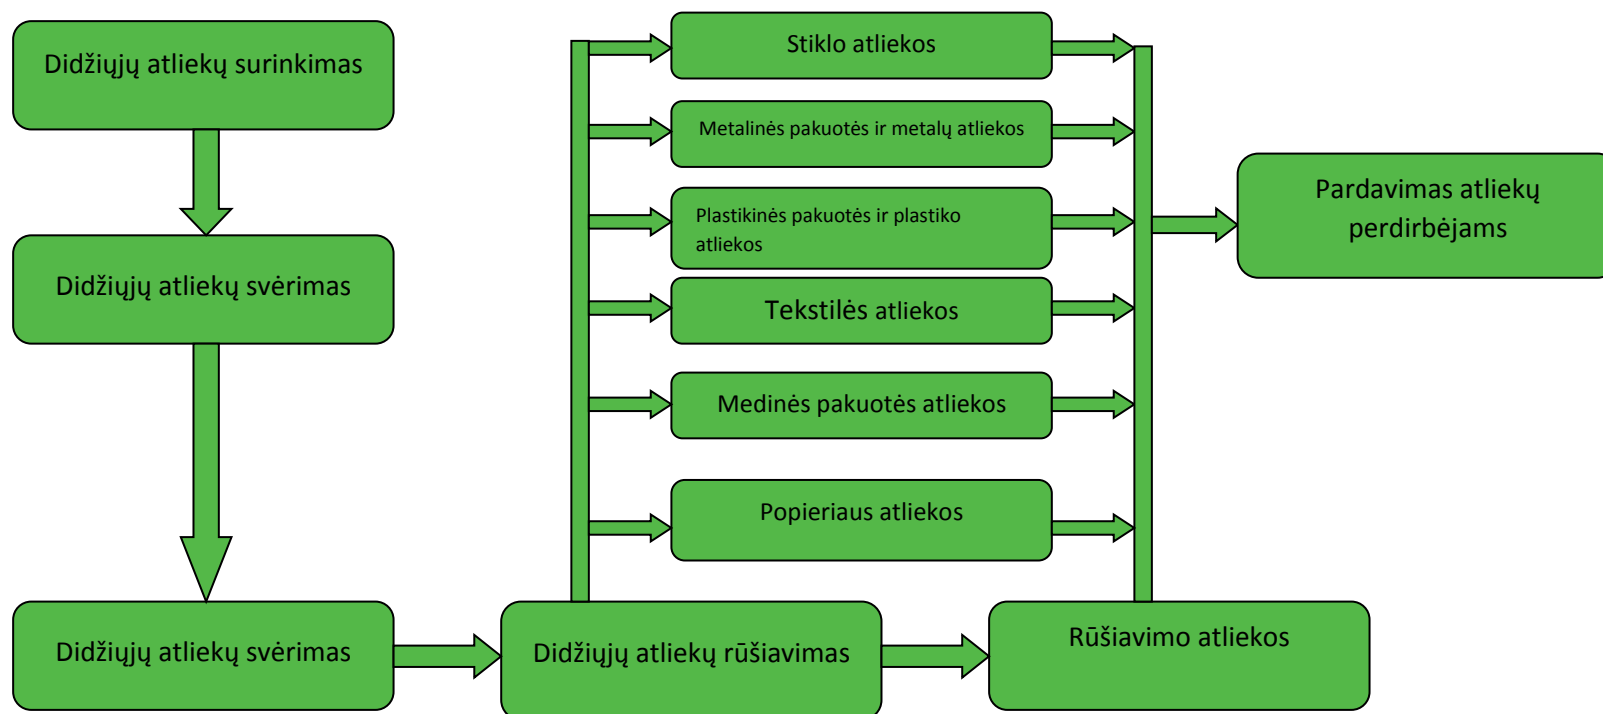 Didžiųjų atliekų surinkimas
Didžiųjų atliekų svėrimas
Didžiųjų atliekų svėrimas
Didžiųjų atliekų rūšiavimas
Stiklo atliekos
Metalinės pakuotės ir metalų atliekos
Plastikinės pakuotės ir plastiko
atliekos
Tekstilės atliekos
Medinės pakuotės atliekos
Popieriaus atliekos
Rūšiavimo atliekos
Pardavimas atliekų
perdirbėjams